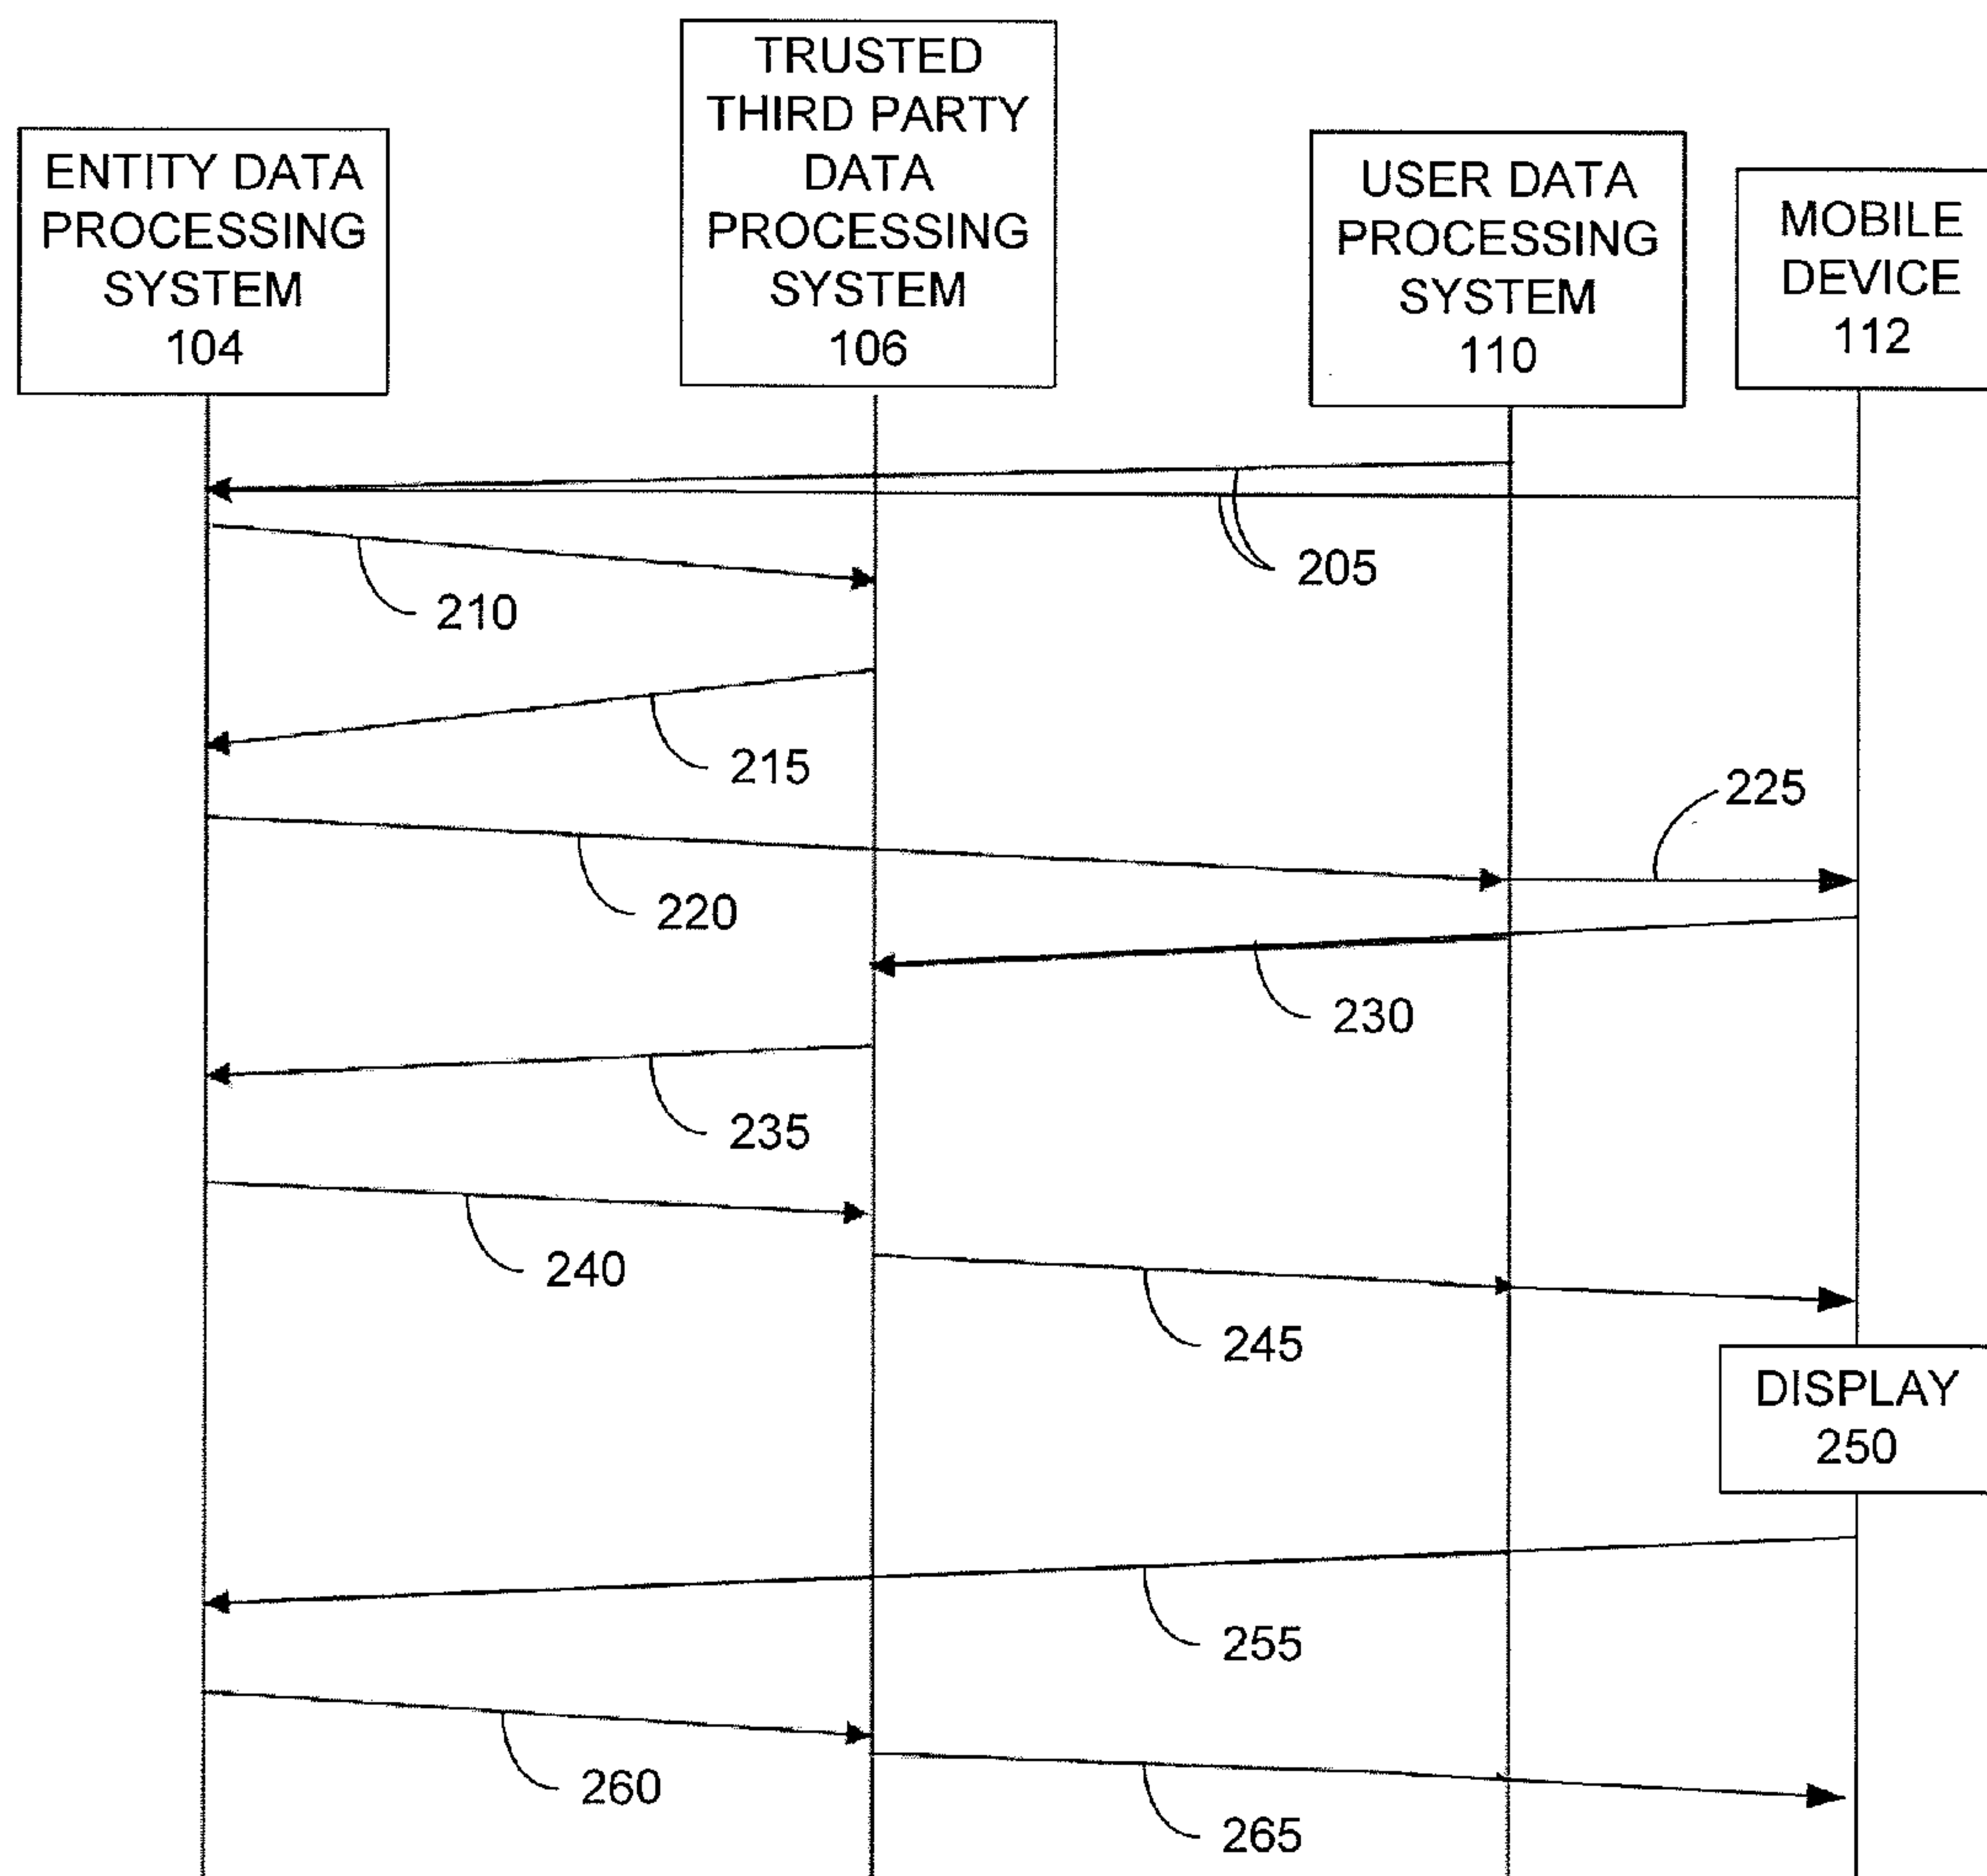 ENTITY DATA
PROCESSING
SYSTEM
104
TRUSTED
THIRD PARTY
DATA
PROCESSING
SYSTEM
106
USER DATA
PROCESSING
SYSTEM
110
MOBILE
DEVICE
112
205
210
215
225
220
230
235
240
245
DISPLAY
250
255
260
265